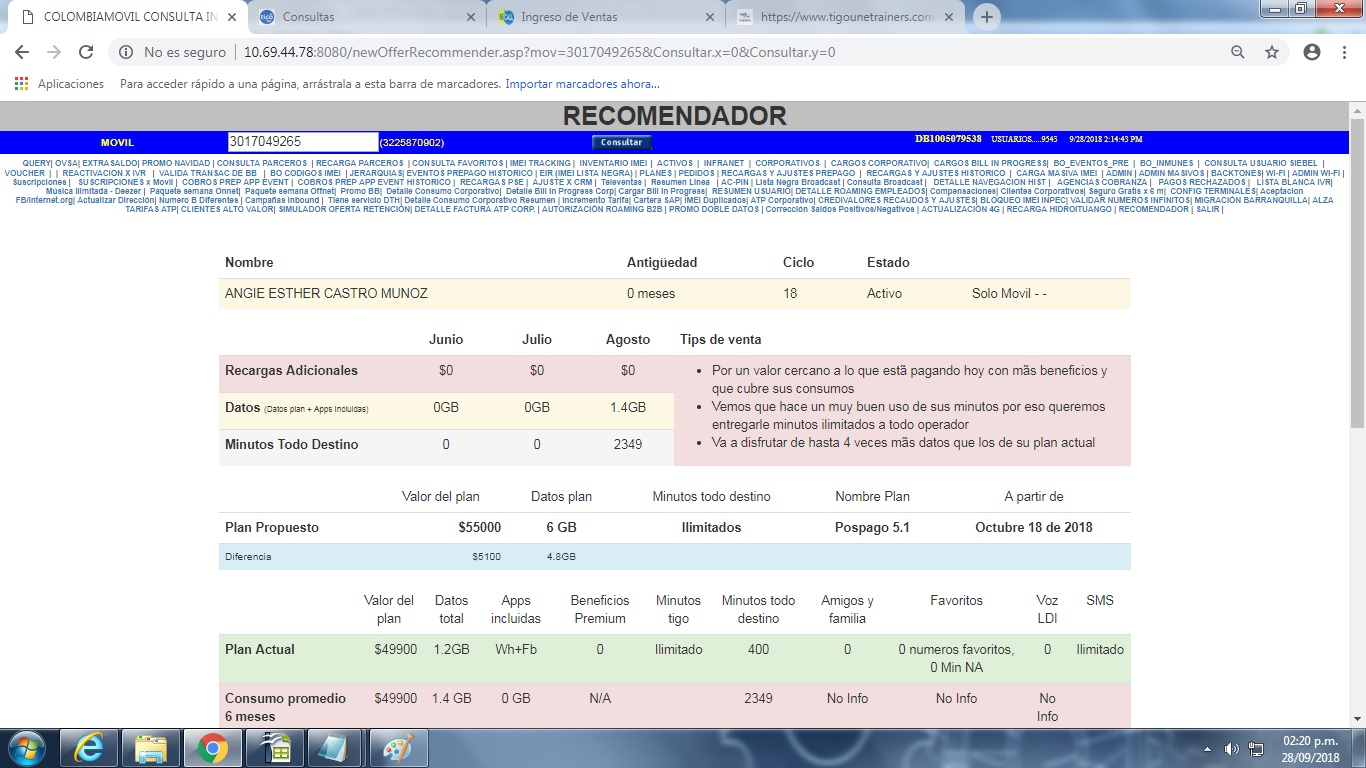 COLOMBIAMOVIL CONSULTA IN
Consultas
Ingreso de Ventas
https://www.tigounetrainers.com
No es seguro | 10.69.44.78:8080/newOfferRecommender.asp?mov=3017049265&Consultar.x=0&Consultar.y=0
Aplicaciones Para acceder rápido a una página, arrástrala a esta barra de marcadores. Importar marcadores ahora...
RECOMENDADOR
MOVIL 3017049265 (3225870902) Consultar DB1005079538 USUARIOS.....9543 9/28/2018 2:14:43 PM
QUERY| OVSA| EXTRASALDO| PROMO NAVIDAD | CONSULTA PARCEROS | RECARGA PARCEROS | CONSULTA FAVORITOS | IMEI TRACKING | INVENTARIO IMEI | ACTIVOS | INFRANET | CORPORATIVOS | CARGOS CORPORATIVO| CARGOS BILL IN PROGRESS| BO_EVENTOS_PRE | BO_INMUNES | CONSULTA USUARIO SIEBEL |
VOUCHER | | REACTIVACION X IVR | VALIDA TRANSAC DE BB | BO CODIGOS IMEI |JERARQUIAS| EVENTOS PREPAGO HISTORICO | EIR (IMEI LISTA NEGRA) | PLANES | PEDIDOS | RECARGAS Y AJUSTES PREPAGO | RECARGAS Y AJUSTES HISTORICO | CARGA MASIVA IMEI | ADMIN | ADMIN MASIVOS | BACKTONES| WI-FI | ADMIN WI-FI |
Suscripciones | SUSCRIPCIONES x Movil | COBROS PREP APP EVENT | COBROS PREP APP EVENT HISTORICO | RECARGAS PSE | AJUSTE X CRM | Televentas | Resumen Linea | AC-PIN | Lista Negra Broadcast | Consulta Broadcast | DETALLE NAVEGACION HIST | AGENCIAS COBRANZA | PAGOS RECHAZADOS | LISTA BLANCA IVR|
Musica Ilimitada - Deezer | Paquete semana Onnet| Paquete semana Offnet| Promo BB| Detalle Consumo Corporativo| Detalle Bill In Progress Corp| Cargar Bill In Progress| RESUMEN USUARIO| DETALLE ROAMING EMPLEADOS| Compensaciones| Clientes Corporativos| Seguro Gratis x 6 m| CONFIG TERMINALES| Aceptacion
FB/Internet.org| Actualizar Dirección| Numero B Diferentes | Campañas Inbound | Tiene servicio DTH| Detalle Consumo Corporativo Resumen | Incremento Tarifa| Cartera SAP| IMEI Duplicados| ATP Corporativo| CREDIVALORES RECAUDOS Y AJUSTES| BLOQUEO IMEI INPEC| VALIDAR NUMEROS INFINITOS| MIGRACIÓN BARRANQUILLA| ALZA
TARIFAS ATP| CLIENTES ALTO VALOR| SIMULADOR OFERTA RETENCIÓN| DETALLE FACTURA ATP CORP. | AUTORIZACIÓN ROAMING B2B | PROMO DOBLE DATOS | Corrección Saldos Positivos/Negativos | ACTUALIZACIÓN 4G | RECARGA HIDROITUANGO | RECOMENDADOR | SALIR |
Nombre Antigüedad Ciclo Estado
ANGIE ESTHER CASTRO MUNOZ 0 meses 18 Activo Solo Movil - -
Junio Julio Agosto Tips de venta
Recargas Adicionales $0 $0 $0
• Por un valor cercano a lo que estã pagando hoy con mãs beneficios y
que cubre sus consumos
Datos (Datos plan + Apps incluidas) 0GB 0GB 1.4GB
• Vemos que hace un muy buen uso de sus minutos por eso queremos
entregarle minutos ilimitados a todo operador
Minutos Todo Destino 0 0 2349
• Va a disfrutar de hasta 4 veces mãs datos que los de su plan actual
Valor del plan Datos plan Minutos todo destino Nombre Plan A partir de
Plan Propuesto $55000 6 GB Ilimitados Pospago 5.1 Octubre 18 de 2018
Diferencia $5100 4.8GB
Valor del plan Datos total Apps incluidas Beneficios Premium Minutos tigo Minutos todo destino Amigos y familia Favoritos Voz LDI SMS
Plan Actual $49900 1.2GB Wh+Fb 0 Ilimitado 400 0 0 numeros favoritos, 0 Min NA 0 Ilimitado
Consumo promedio 6 meses $49900 1.4 GB 0 GB N/A 2349 No Info No Info No Info
02:20 p.m.
28/09/2018